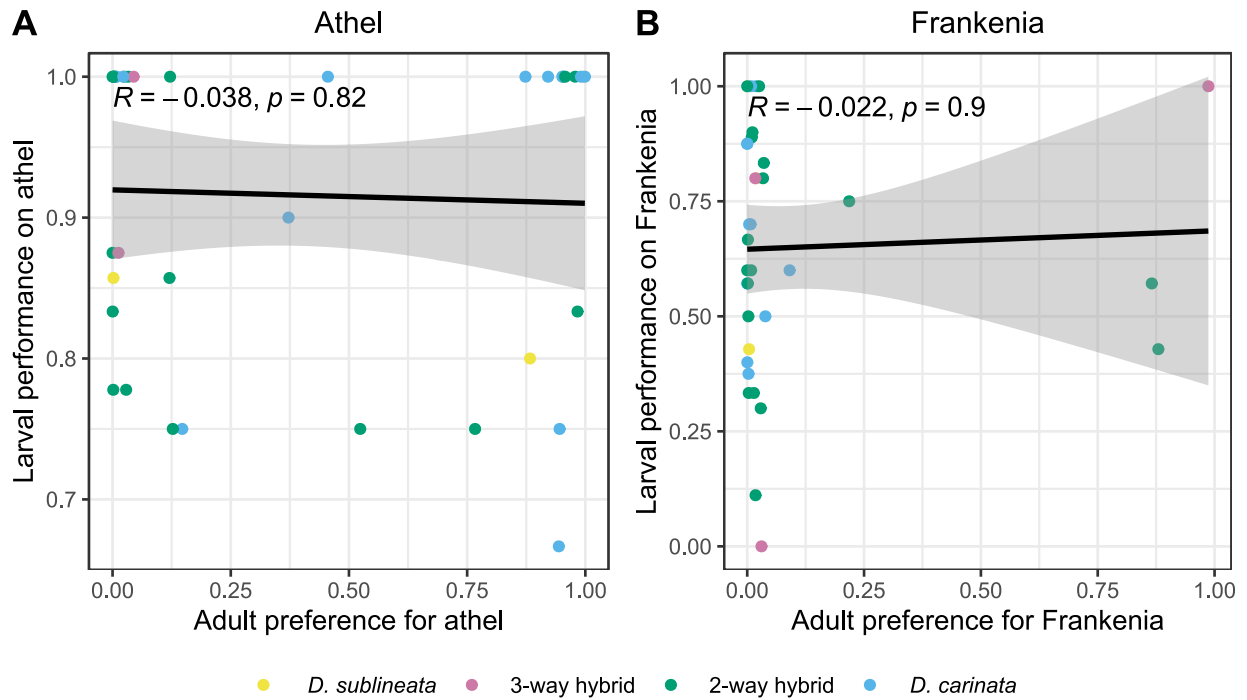 A
Athel
R = −0.038, p = 0.82
Larval performance on athel
1.0
0.9
0.8
0.7
0.00 0.25 0.50 0.75 1.00
Adult preference for athel
B
Frankenia
R = −0.022, p = 0.9
Larval performance on Frankenia
1.00
0.75
0.50
0.25
0.00
0.00 0.25 0.50 0.75 1.00
Adult preference for Frankenia
D. sublineata 3-way hybrid 2-way hybrid D. carinata